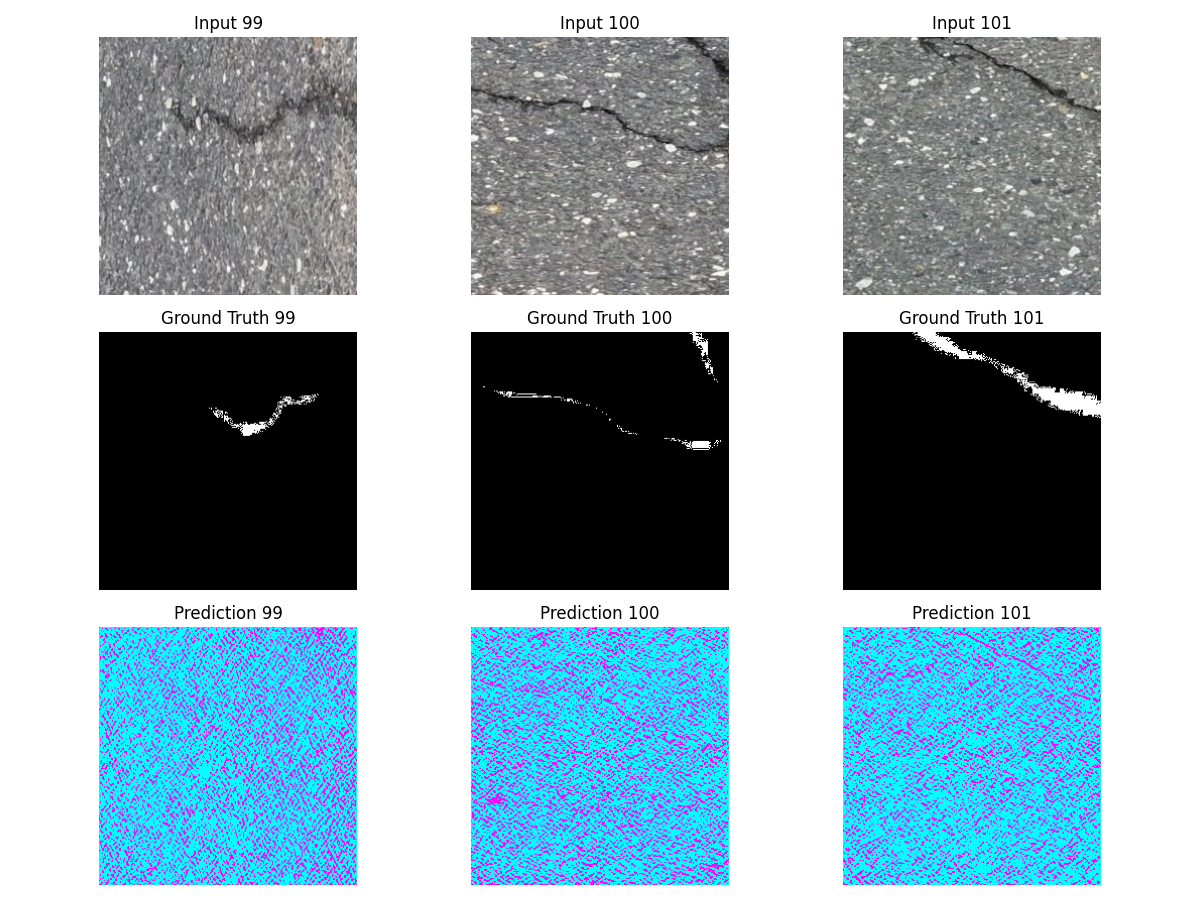 Input 99
Input 100
Input 101
Ground Truth 99
Ground Truth 100
Ground Truth 101
Prediction 99
Prediction 100
Prediction 101